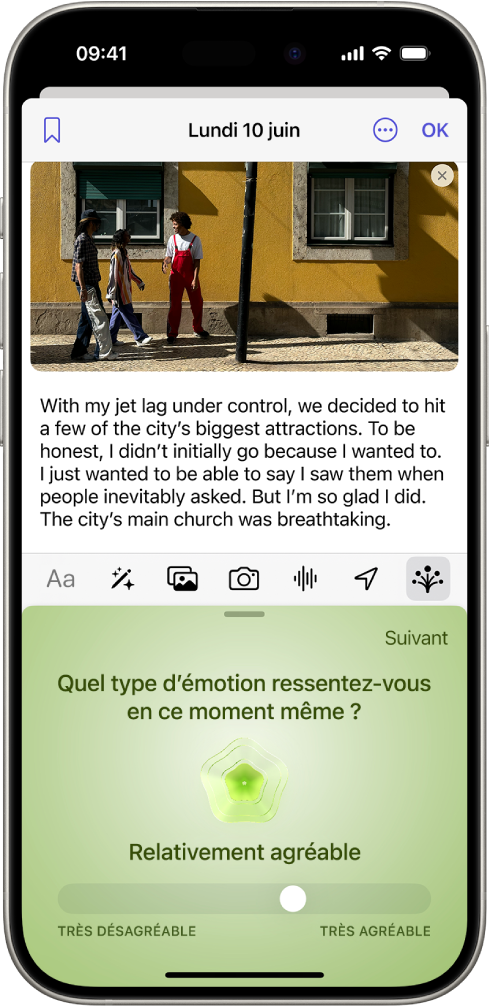 09:41
Lundi 10 juin
OK
With my jet lag under control, we decided to hit
a few of the city’s biggest attractions. To be
honest, I didn’t initially go because I wanted to.
I just wanted to be able to say I saw them when
people inevitably asked. But I’m so glad I did.
The city’s main church was breathtaking.
Aa
Suivant
Quel type d’émotion ressentez-vous
en ce moment même ?
Relativement agréable
TRÈS DÉSAGRÉABLE
TRÈS AGRÉABLE